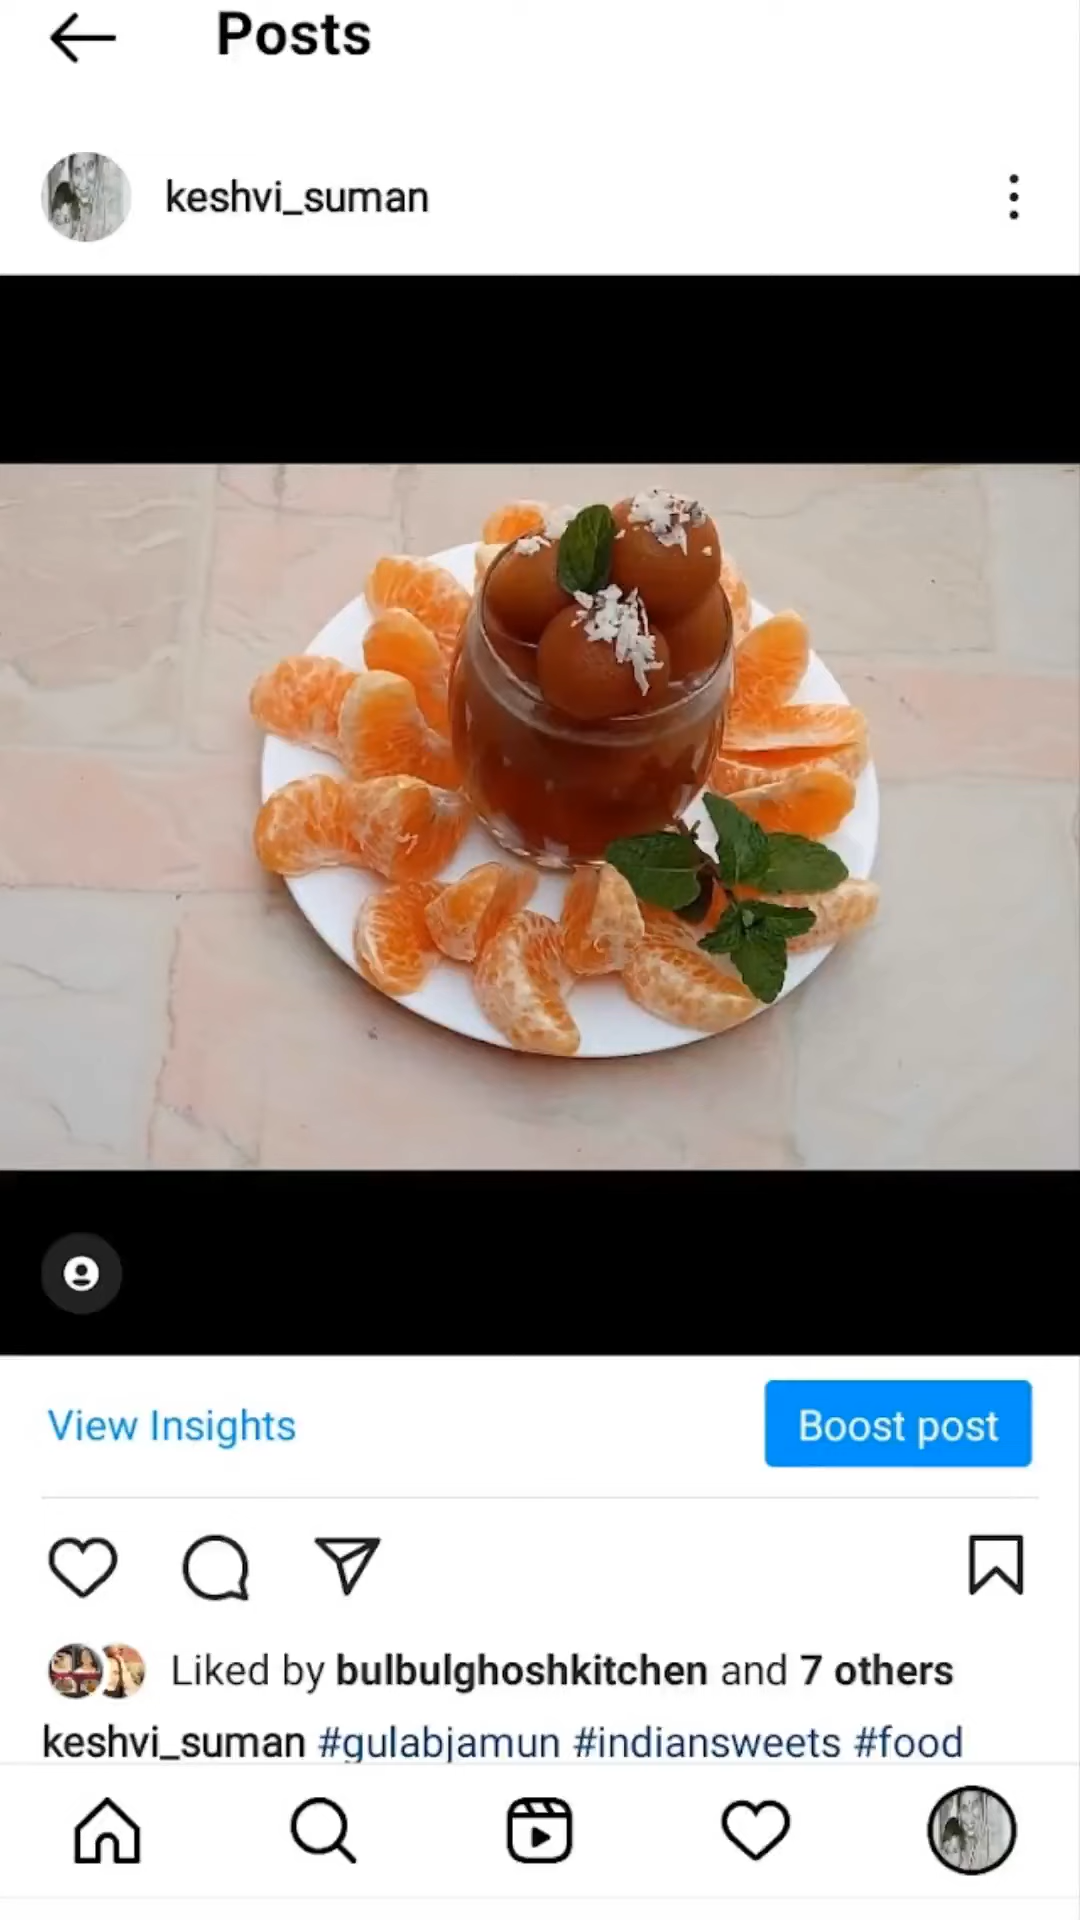 Posts
keshvi_suman
View Insights
Boost post
Liked by bulbulghoshkitchen and 7 others
keshvi_suman #gulabjamun #indiansweets #food